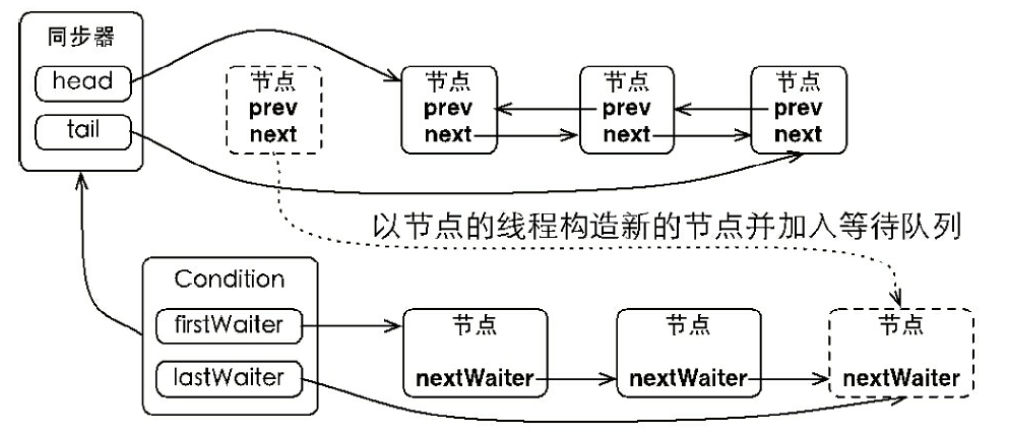 同步器
head
tail
节点
prev
next
节点
prev
next
节点
prev
next
节点
prev
next
以节点的线程构造新的节点并加入等待队列
Condition
firstWaiter
lastWaiter
节点
nextWaiter
节点
nextWaiter
节点
nextWaiter